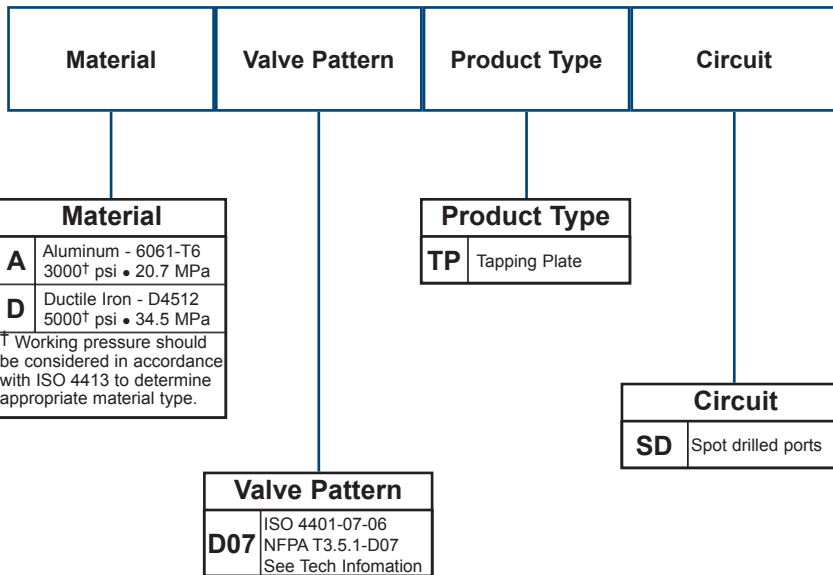 Material
Valve Pattern
Product Type
Circuit
Material
A
Aluminum - 6061-T6
3000† psi • 20.7 MPa
D
Ductile Iron - D4512
5000† psi • 34.5 MPa
† Working pressure should
be considered in accordance
with ISO 4413 to determine
appropriate material type.
Product Type
TP
Tapping Plate
Circuit
SD
Spot drilled ports
Valve Pattern
D07
ISO 4401-07-06
NFPA T3.5.1-D07
See Tech Infomation